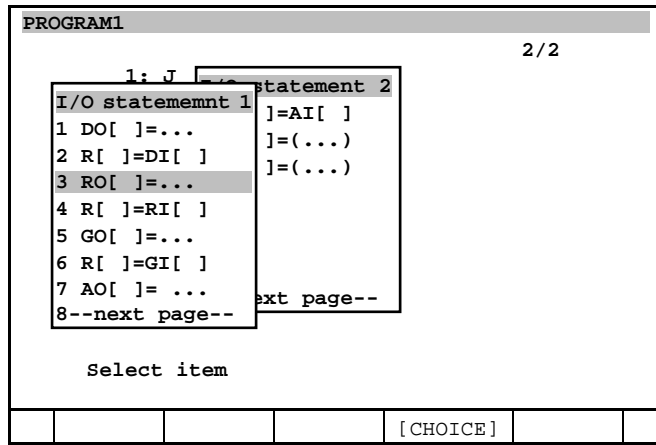 PROGRAM1
2/2
1: J
I/O statememnt 1
1 DO[ ]=...
2 R[ ]=DI[ ]
3 RO[ ]=...
4 R[ ]=RI[ ]
5 GO[ ]=...
6 R[ ]=GI[ ]
7 AO[ ]= ...
8--next page--
statement 2
]=AI[ ]
]=(...)
]=(...)
page--
Select item
[CHOICE]